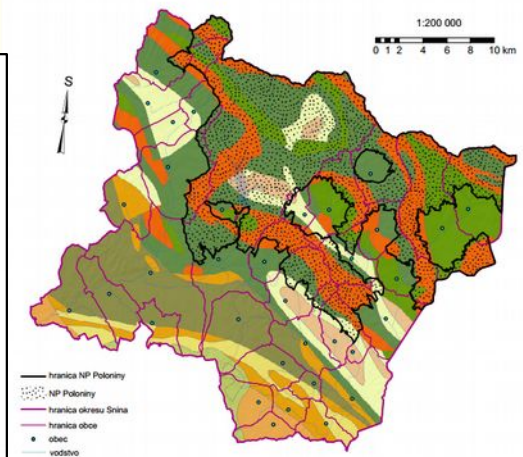 1:200 000
0 1 2 4 6 8 10 km
S
hranica NP Poloniny
NP Poloniny
hranica okresu Snina
hranica obce
obec
vodstvo